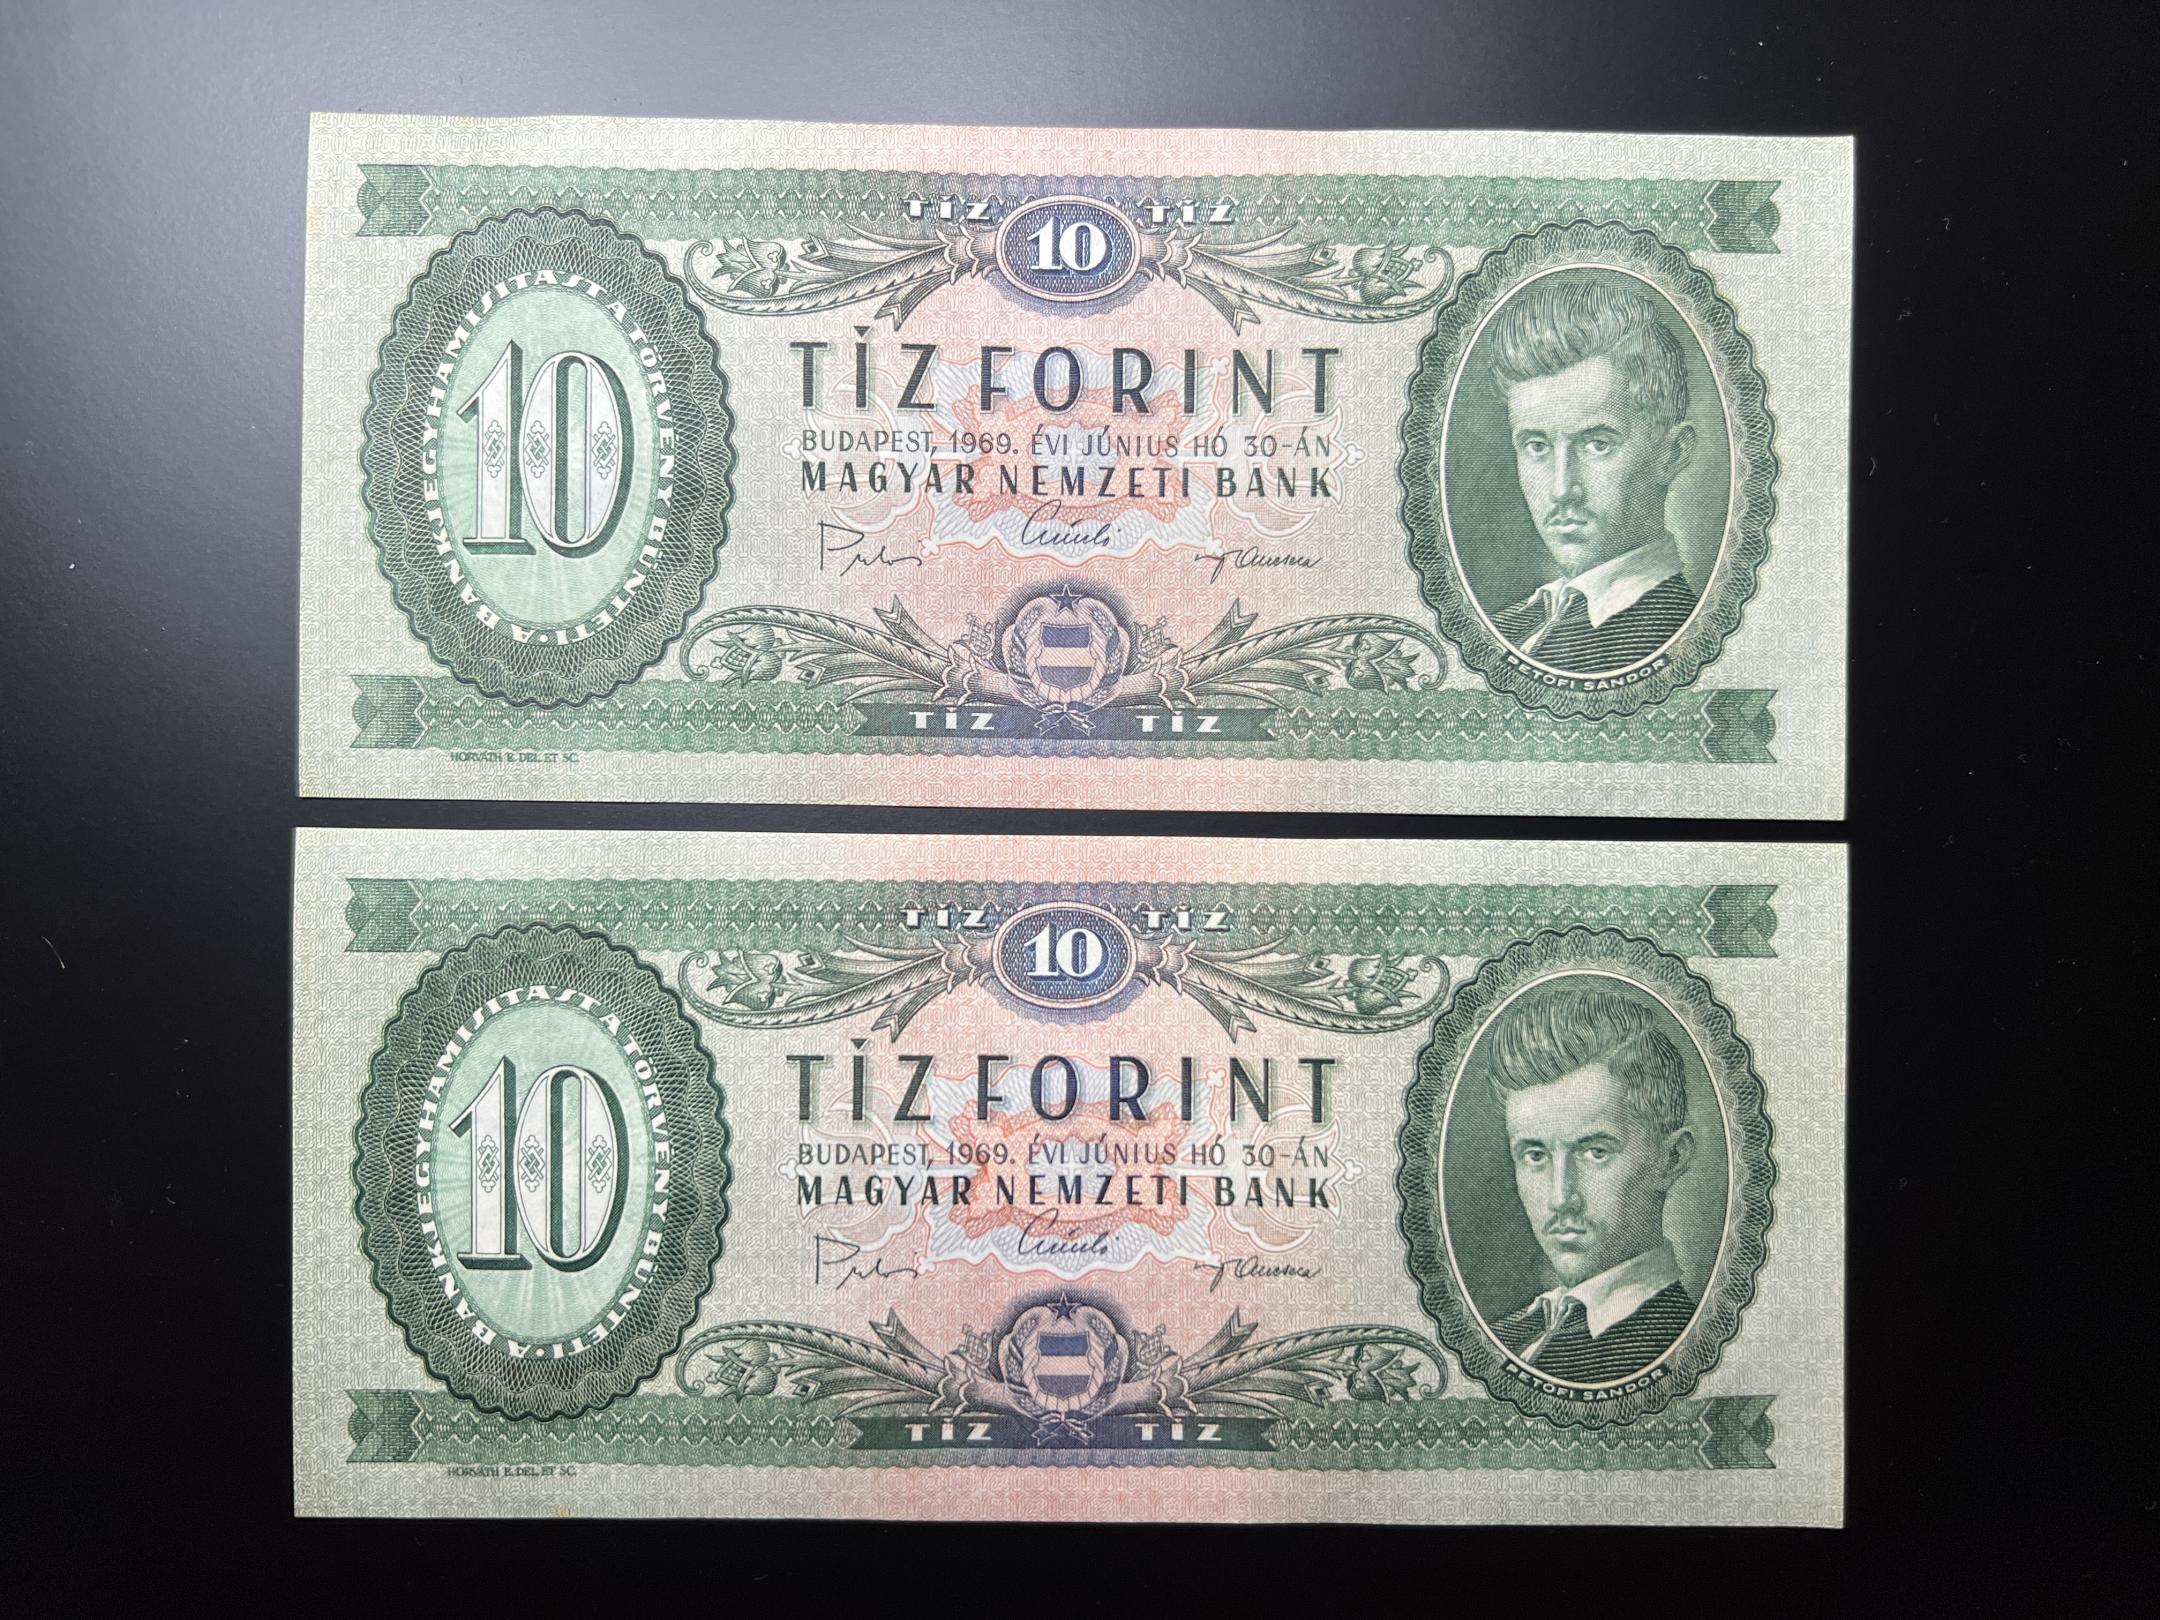 TÍZ 10 TÍZ
10
A BANKJEGYHAMISITÁST A TÖRVÉNY BÜNTETI •
TÍZ FORINT
BUDAPEST, 1969. ÉVI JÚNIUS HÓ 30-ÁN
MAGYAR NEMZETI BANK
PETŐFI SÁNDOR
TÍZ TÍZ
HORVÁTH E. DEL. ET SC.
TÍZ 10 TÍZ
10
A BANKJEGYHAMISITÁST A TÖRVÉNY BÜNTETI •
TÍZ FORINT
BUDAPEST, 1969. ÉVI JÚNIUS HÓ 30-ÁN
MAGYAR NEMZETI BANK
PETŐFI SÁNDOR
TÍZ TÍZ
HORVÁTH E. DEL. ET SC.